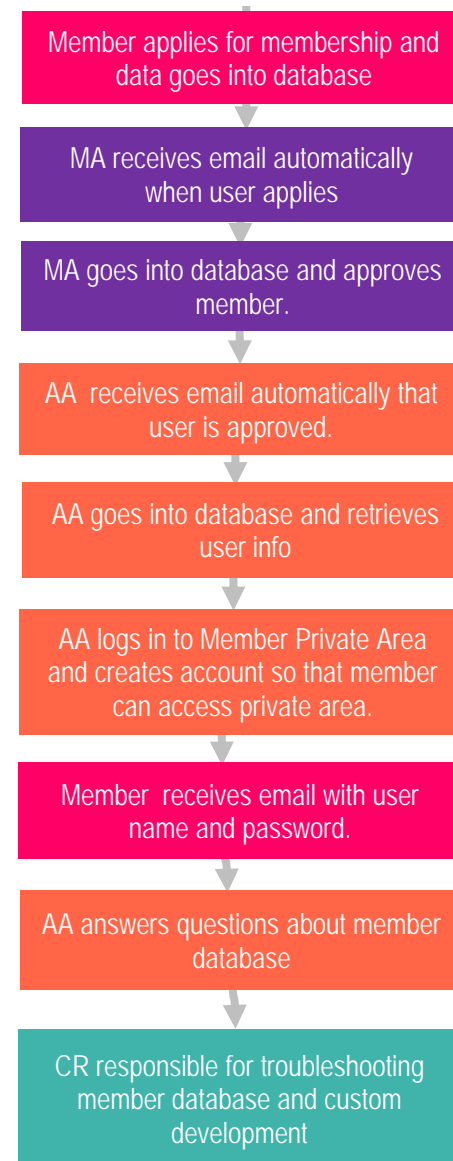 Member applies for membership and
data goes into database
MA receives email automatically
when user applies
MA goes into database and approves
member.
AA  receives email automatically that
user is approved.
AA goes into database and retrieves
user info
AA logs in to Member Private Area
and creates account so that member
can access private area.
Member  receives email with user
name and password.
AA answers questions about member
database
CR responsible for troubleshooting
member database and custom
development